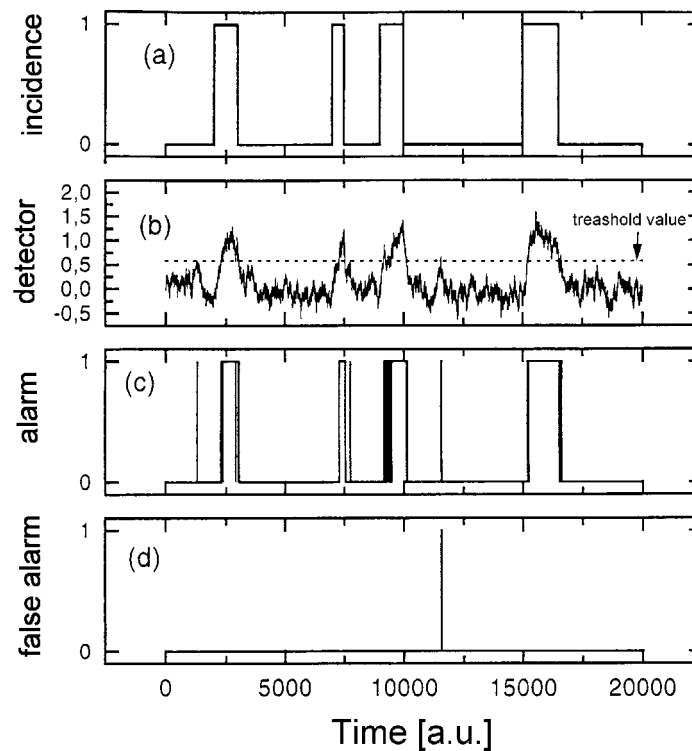 incidence
1
0
(a)
detector
2,0
1,5
1,0
0,5
0,0
-0,5
(b)
treashold value
alarm
1
0
(c)
false alarm
1
0
(d)
0 5000 10000 15000 20000
Time [a.u.]